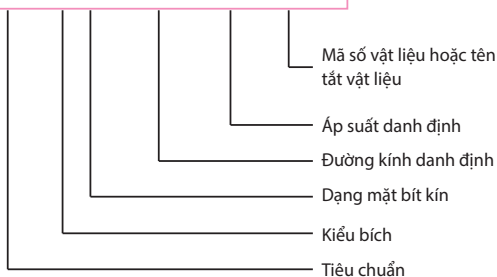 Mã số vật liệu hoặc tên
tắt vật liệu
Áp suất danh định
Đường kính danh định
Dạng mặt bít kín
Kiểu bích
Tiêu chuẩn